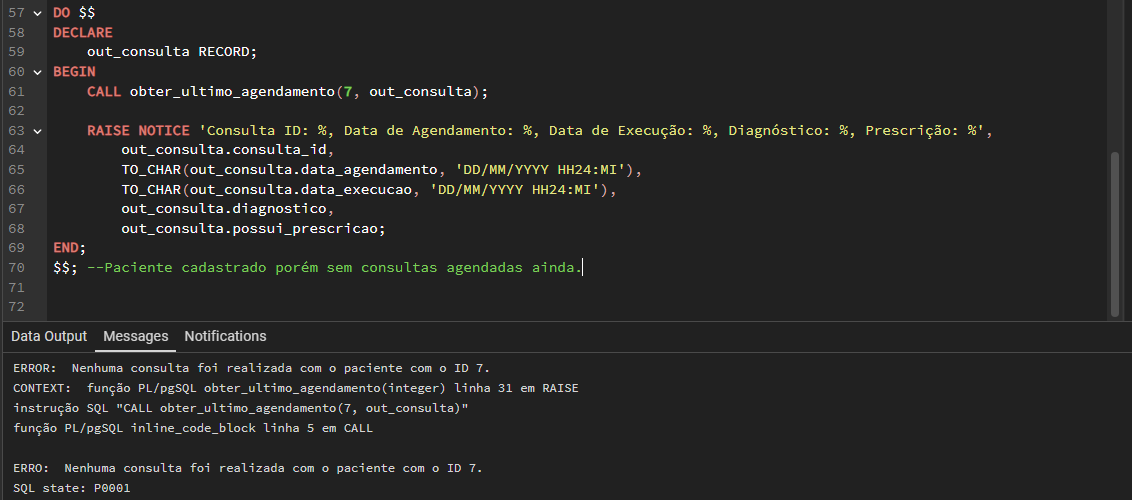 57 DO $$
58 DECLARE
59     out_consulta RECORD;
60 BEGIN
61     CALL obter_ultimo_agendamento(7, out_consulta);
62
63     RAISE NOTICE 'Consulta ID: %, Data de Agendamento: %, Data de Execução: %, Diagnóstico: %, Prescrição: %',
64         out_consulta.consulta_id,
65         TO_CHAR(out_consulta.data_agendamento, 'DD/MM/YYYY HH24:MI'),
66         TO_CHAR(out_consulta.data_execucao, 'DD/MM/YYYY HH24:MI'),
67         out_consulta.diagnostico,
68         out_consulta.possui_prescricao;
69 END;
70 $$; --Paciente cadastrado porém sem consultas agendadas ainda.
71
72
Data Output Messages Notifications
ERROR:  Nenhuma consulta foi realizada com o paciente com o ID 7.
CONTEXT:  função PL/pgSQL obter_ultimo_agendamento(integer) linha 31 em RAISE
instrução SQL "CALL obter_ultimo_agendamento(7, out_consulta)"
função PL/pgSQL inline_code_block linha 5 em CALL
ERRO:  Nenhuma consulta foi realizada com o paciente com o ID 7.
SQL state: P0001